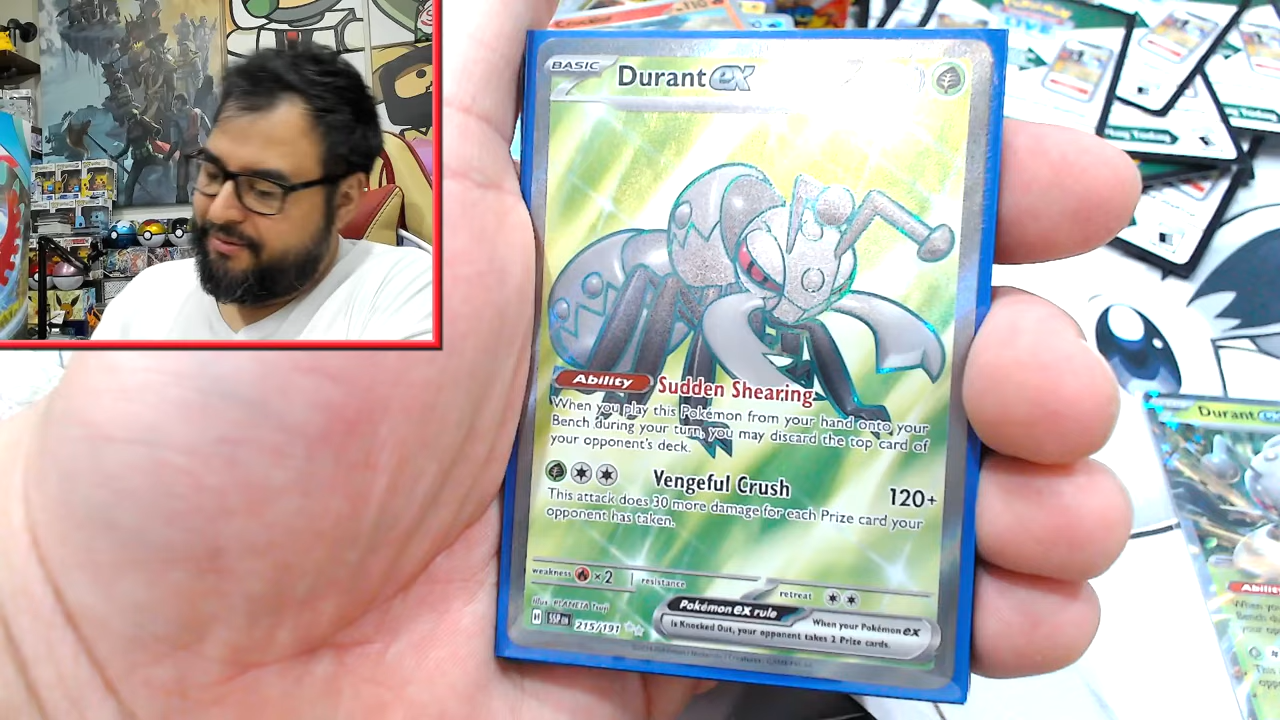 BASIC
Durant ex
Ability Sudden Shearing
When you play this Pokémon from your hand onto your
Bench during your turn, you may discard the top card of
your opponent's deck.
Vengeful Crush 120+
This attack does 30 more damage for each Prize card your
opponent has taken.
weakness ×2 resistance
retreat
Illus. PLANETA Tsuji
H SSP EN 215/191
Pokémon ex rule When your Pokémon ex
is Knocked Out, your opponent takes 2 Prize cards.
110
Durant
Ability